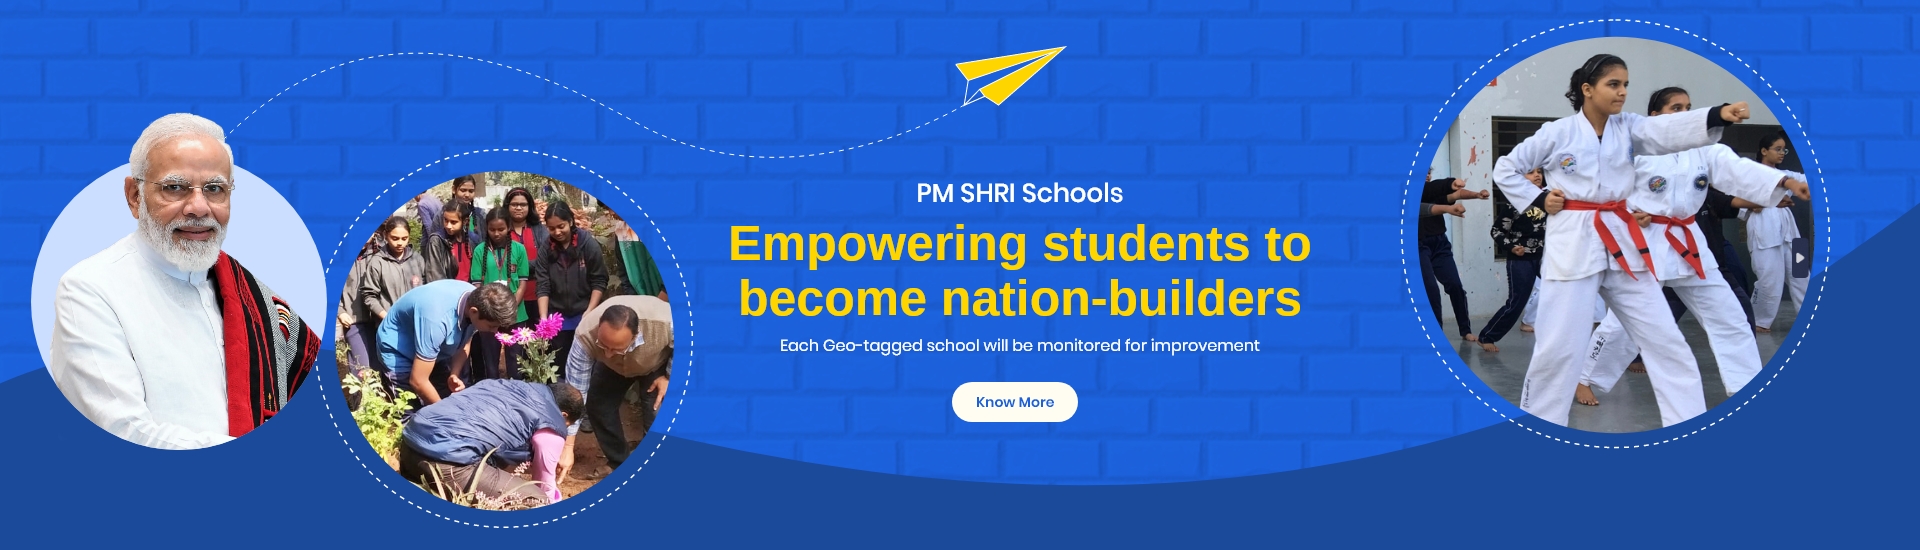 PM SHRI Schools
Empowering students to
become nation-builders
Each Geo-tagged school will be monitored for improvement
Know More